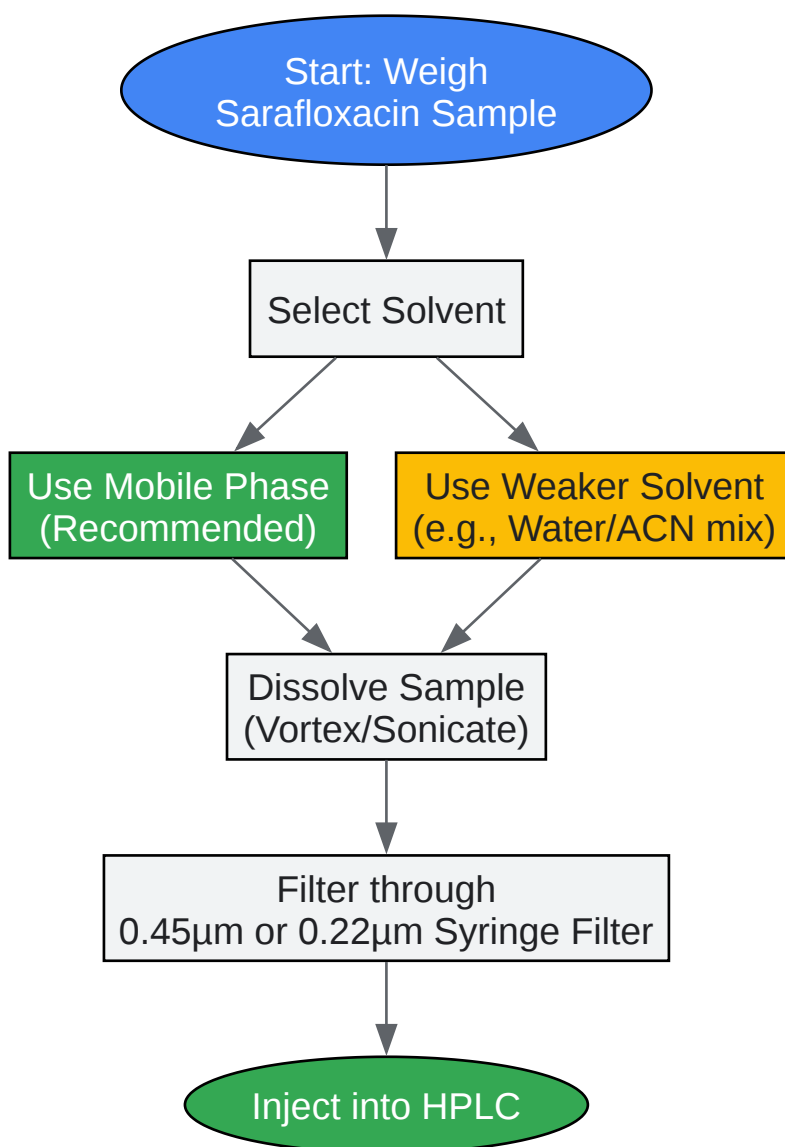 Start: Weigh
Sarafloxacin Sample
Select Solvent
Use Mobile Phase
(Recommended)
Use Weaker Solvent
(e.g., Water/ACN mix)
Dissolve Sample
(Vortex/Sonicate)
Filter through
0.45µm or 0.22µm Syringe Filter
Inject into HPLC